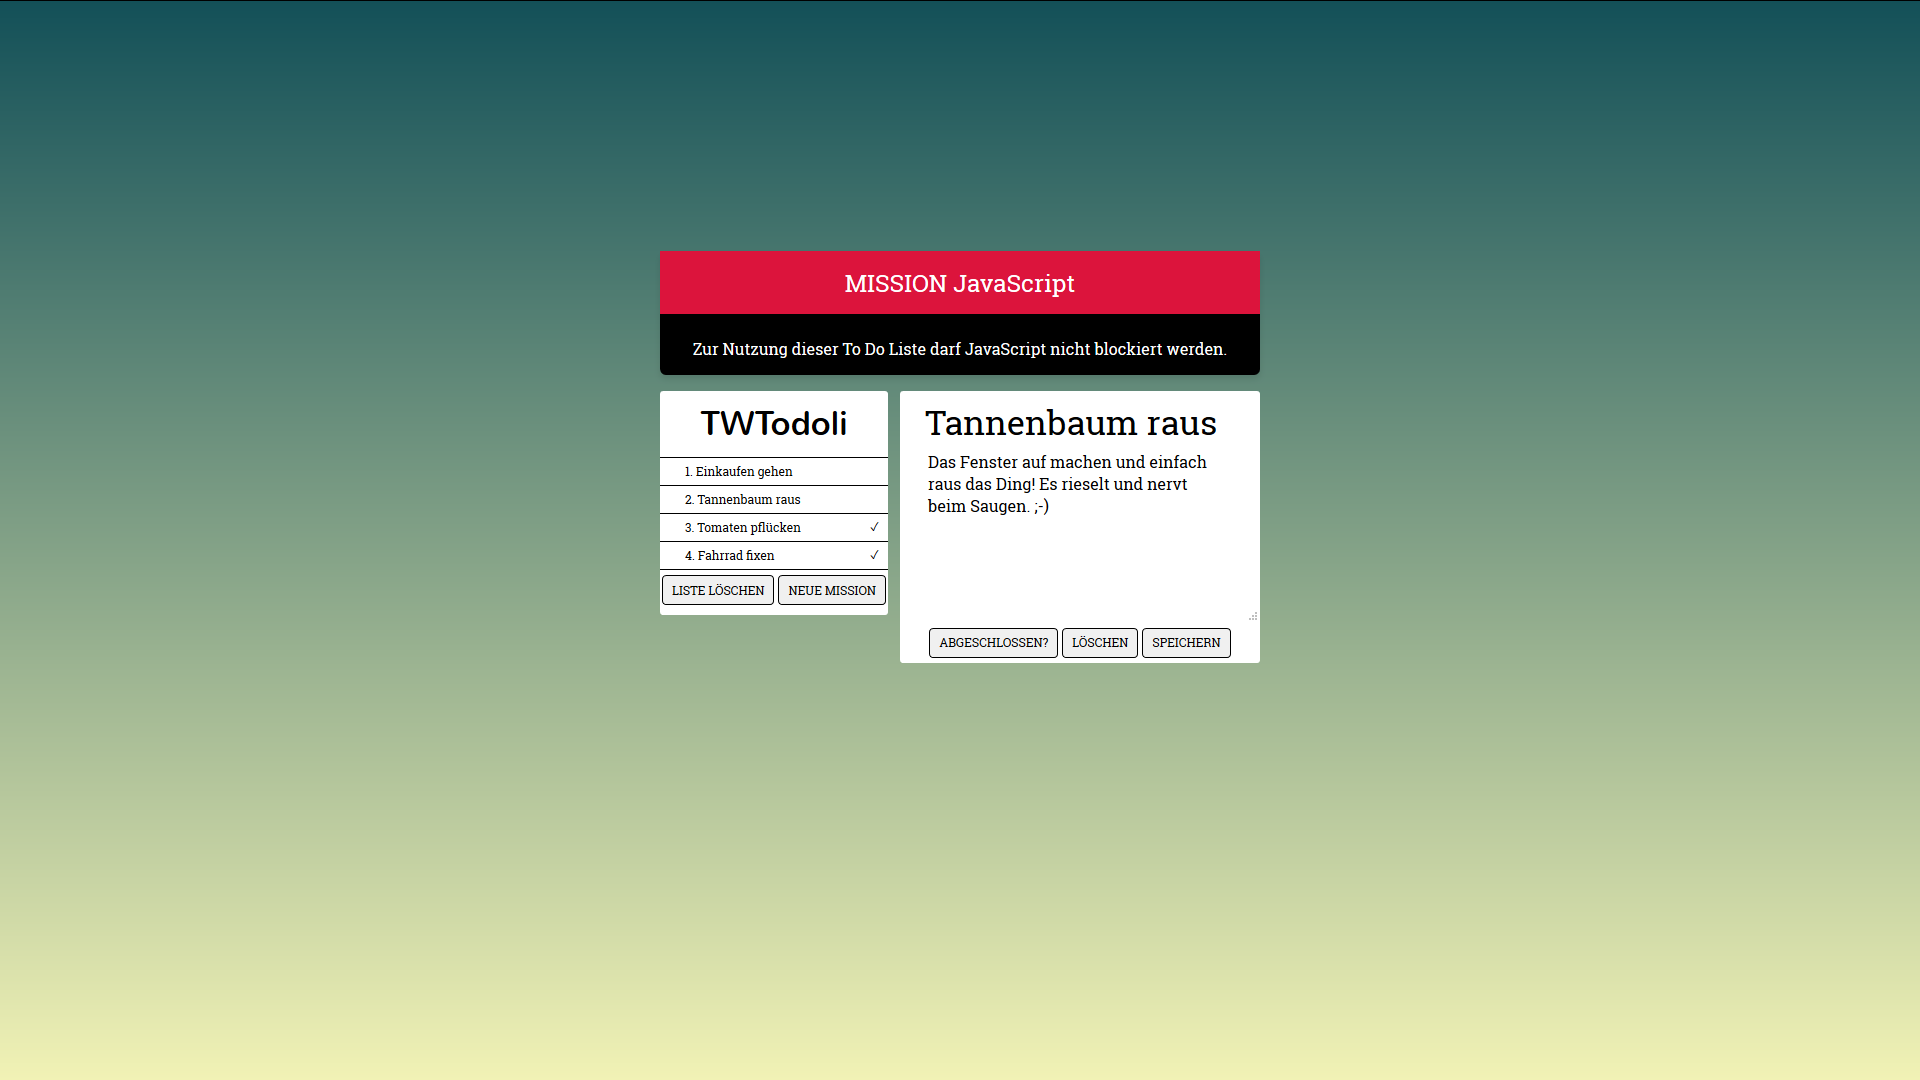 MISSION JavaScript
Zur Nutzung dieser To Do Liste darf JavaScript nicht blockiert werden.
TWTodoli
1. Einkaufen gehen
2. Tannenbaum raus
3. Tomaten pflücken ✓
4. Fahrrad fixen ✓
LISTE LÖSCHEN NEUE MISSION
Tannenbaum raus
Das Fenster auf machen und einfach
raus das Ding! Es rieselt und nervt
beim Saugen. ;-)
ABGESCHLOSSEN? LÖSCHEN SPEICHERN